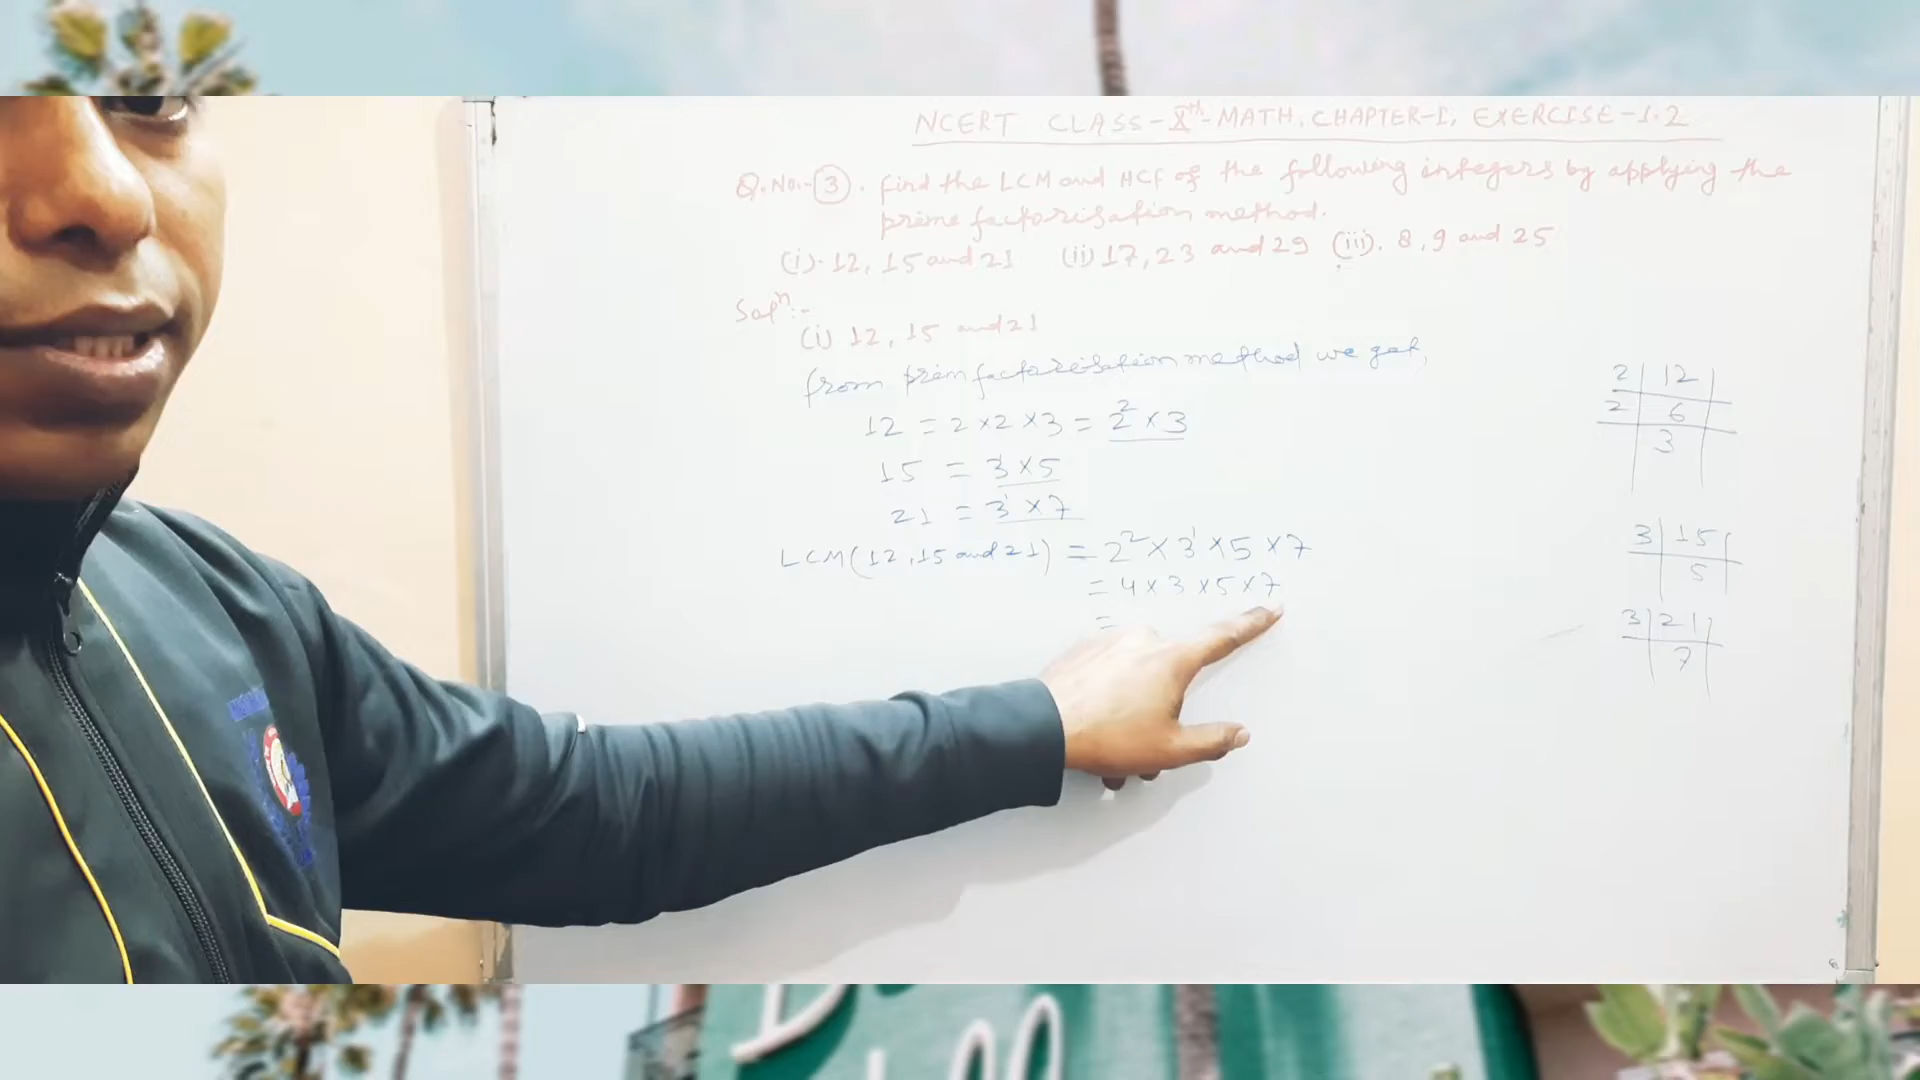 NCERT CLASS-Xth-MATH, CHAPTER-I, EXERCISE-1.2
Q.No.-(3). Find the LCM and HCF of the following integers by applying the
prime factorisation method.
(i). 12, 15 and 21 (ii) 17, 23 and 29 (iii). 8, 9 and 25
Solⁿ:-
(i) 12, 15 and 21
from prim factorisation method we get,
12 = 2×2×3 = 2²×3
15 = 3¹×5
21 = 3¹×7
LCM(12, 15 and 21) = 2²×3¹×5×7
= 4×3×5×7
=
2 12
2 6
3
3 15
5
3 21
7